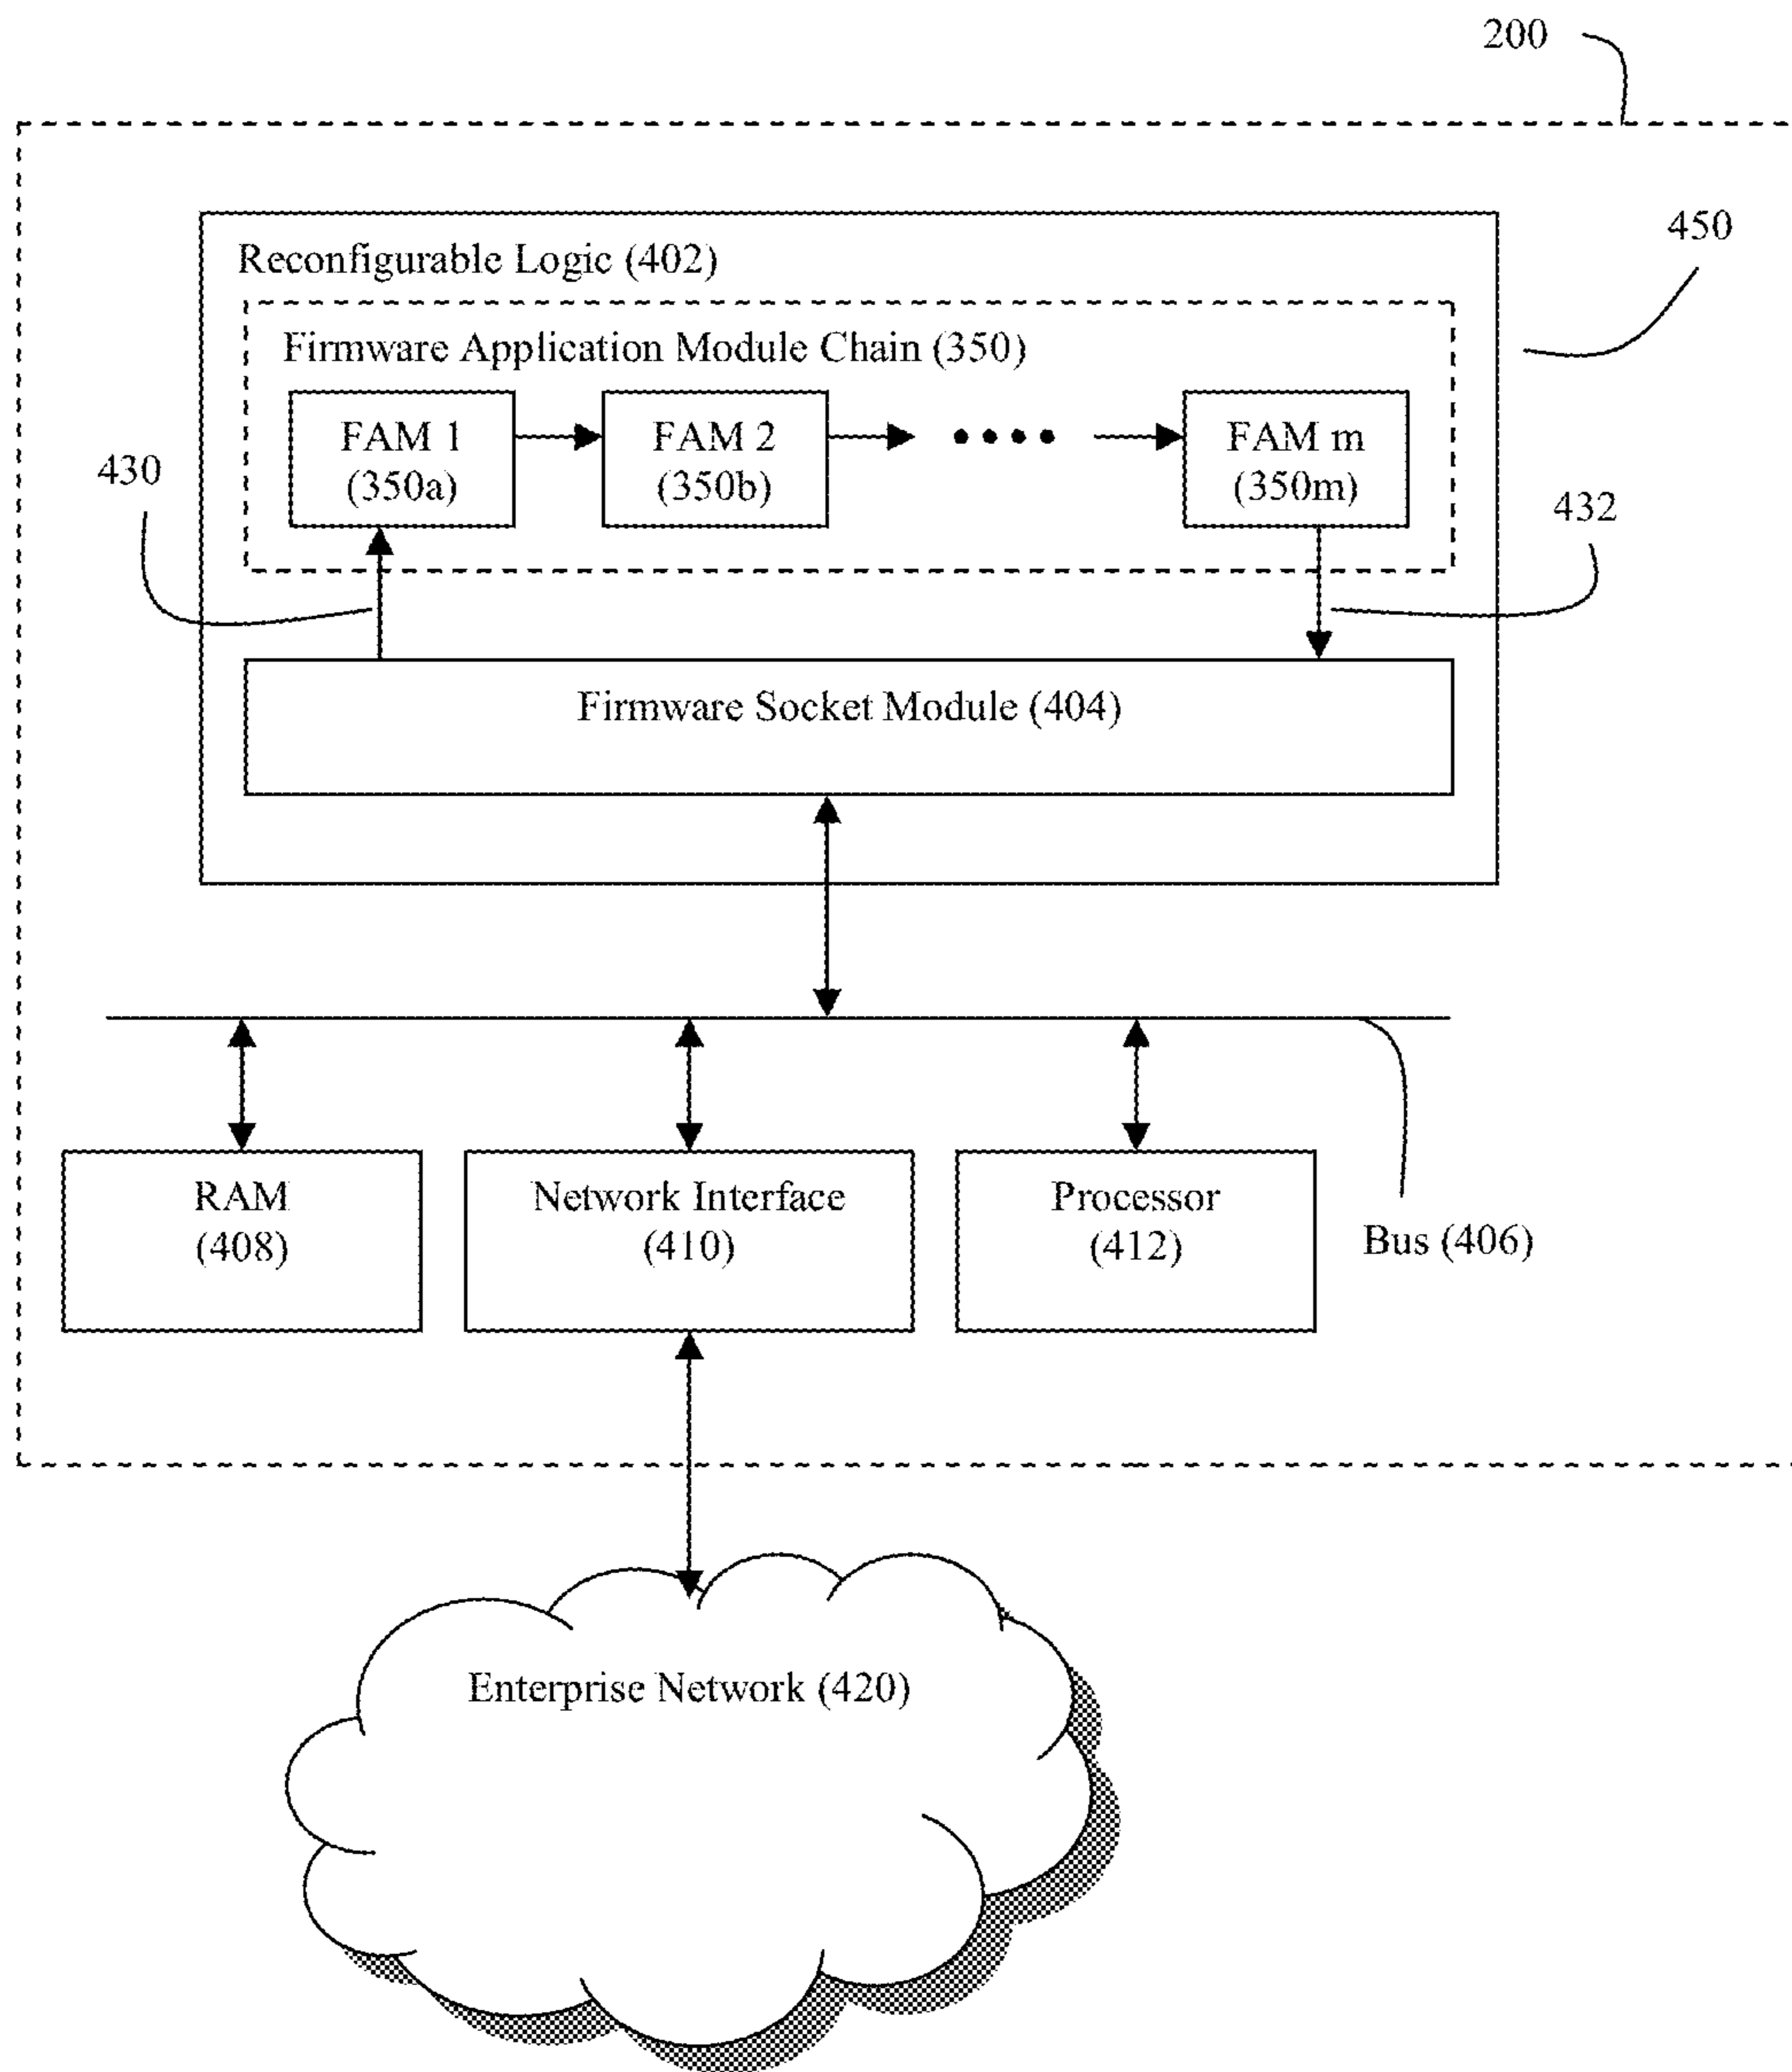 200
450
Reconfigurable Logic (402)
Firmware Application Module Chain (350)
FAM 1
(350a)
FAM 2
(350b)
FAM m
(350m)
430
432
Firmware Socket Module (404)
RAM
(408)
Network Interface
(410)
Processor
(412)
Bus (406)
Enterprise Network (420)